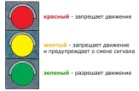 красный - запрещает движение
желтый - запрещает движение
и предупреждает о смене сигнала
зеленый - разрешает движение